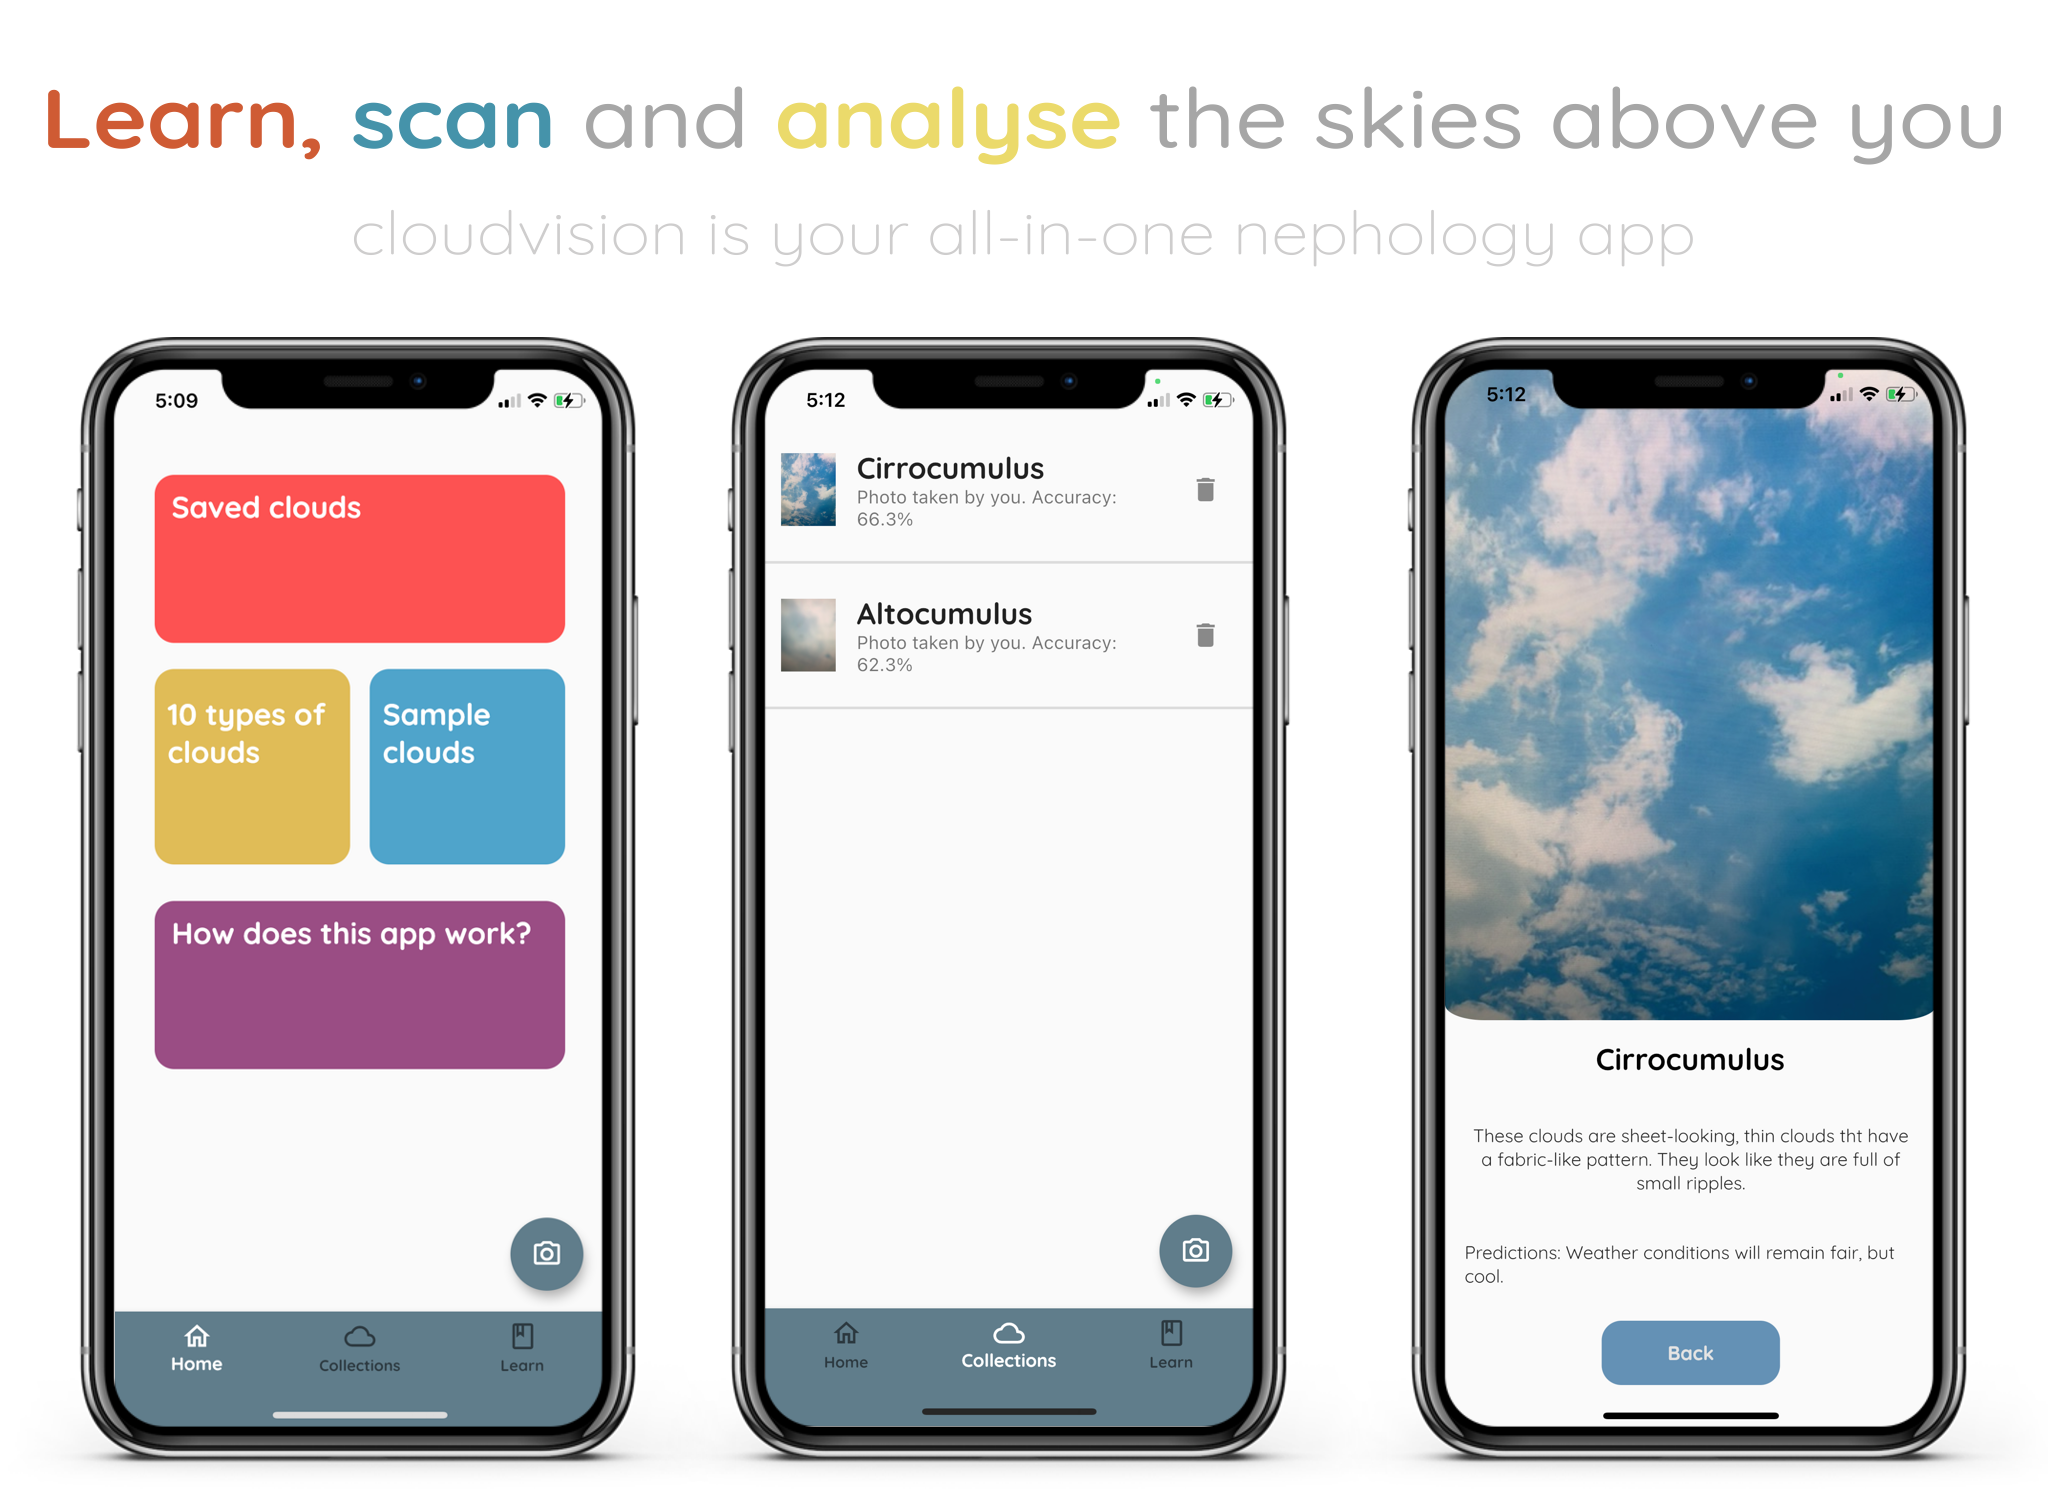 Learn, scan and analyse the skies above you
cloudvision is your all-in-one nephology app
5:09
Saved clouds
10 types of
clouds
Sample
clouds
How does this app work?
Home
Collections
Learn
5:12
Cirrocumulus
Photo taken by you. Accuracy:
66.3%
Altocumulus
Photo taken by you. Accuracy:
62.3%
Home
Collections
Learn
5:12
Cirrocumulus
These clouds are sheet-looking, thin clouds tht have
a fabric-like pattern. They look like they are full of
small ripples.
Predictions: Weather conditions will remain fair, but
cool.
Back